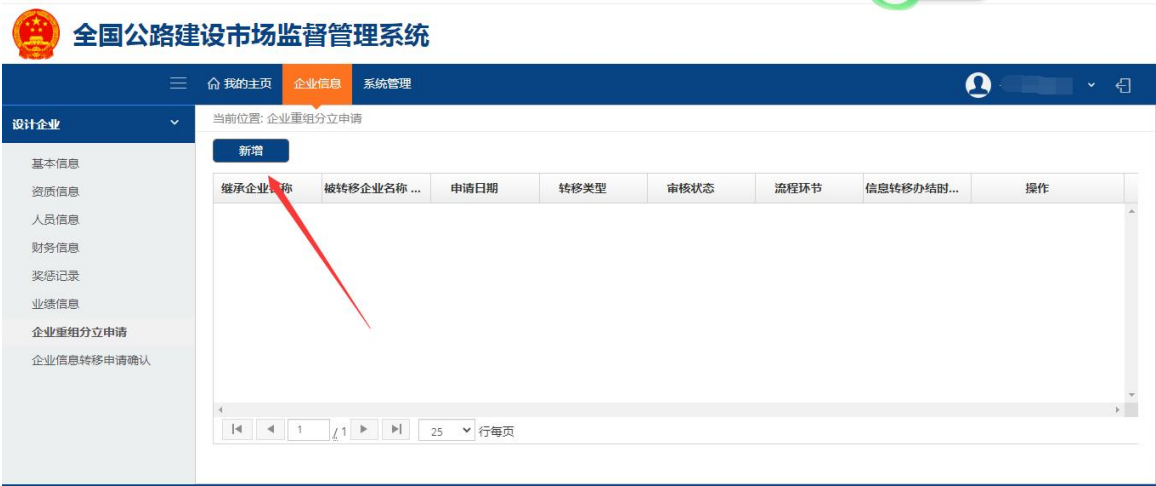 全国公路建设市场监督管理系统
我的主页 企业信息 系统管理
设计企业
当前位置: 企业重组分立申请
新增
基本信息
资质信息
人员信息
财务信息
奖惩记录
业绩信息
企业重组分立申请
企业信息转移申请确认
继承企业名称 被转移企业名称 ... 申请日期 转移类型 审核状态 流程环节 信息转移办结时... 操作
1 / 1 25 行每页